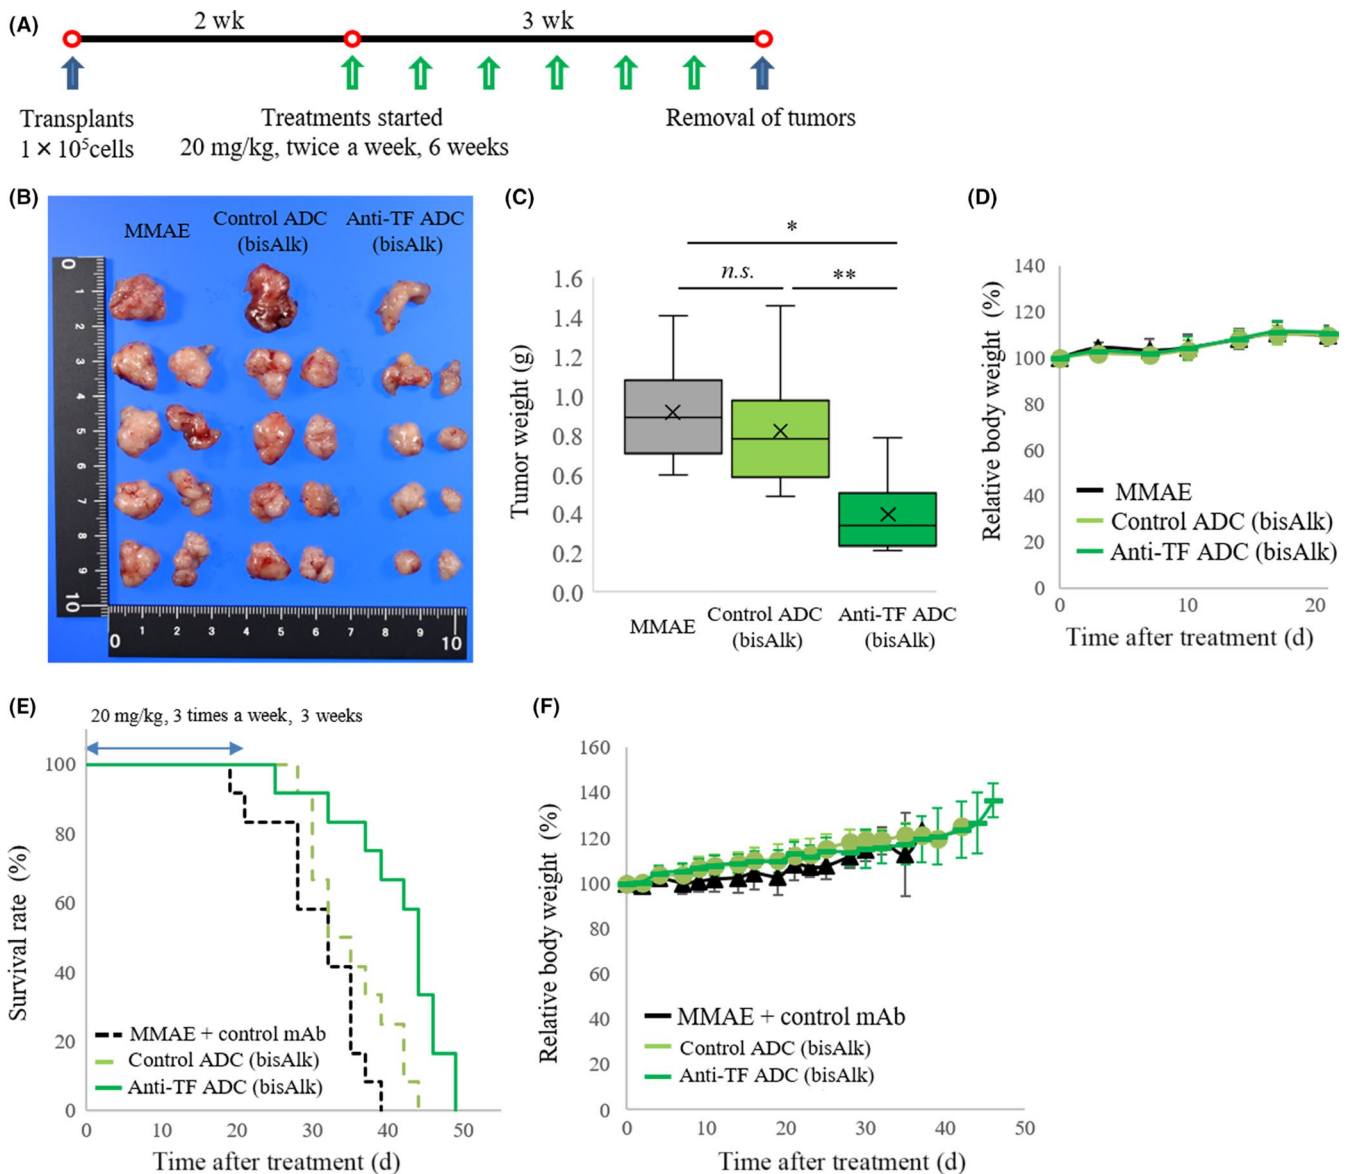 (A)
2 wk
3 wk
Transplants
1 × 10⁵cells
Treatments started
20 mg/kg, twice a week, 6 weeks
Removal of tumors
(B)
MMAE
Control ADC
(bisAlk)
Anti-TF ADC
(bisAlk)
0
1
2
3
4
5
6
7
8
9
10
0 1 2 3 4 5 6 7 8 9 10
(C)
*
n.s.
**
Tumor weight (g)
1.6
1.4
1.2
1.0
0.8
0.6
0.4
0.2
0.0
MMAE
Control ADC
(bisAlk)
Anti-TF ADC
(bisAlk)
(D)
Relative body weight (%)
140
120
100
80
60
40
20
0
MMAE
Control ADC (bisAlk)
Anti-TF ADC (bisAlk)
0 10 20
Time after treatment (d)
(E)
20 mg/kg, 3 times a week, 3 weeks
Survival rate (%)
100
80
60
40
20
0
MMAE + control mAb
Control ADC (bisAlk)
Anti-TF ADC (bisAlk)
0 10 20 30 40 50
Time after treatment (d)
(F)
Relative body weight (%)
160
140
120
100
80
60
40
20
0
MMAE + control mAb
Control ADC (bisAlk)
Anti-TF ADC (bisAlk)
0 10 20 30 40 50
Time after treatment (d)